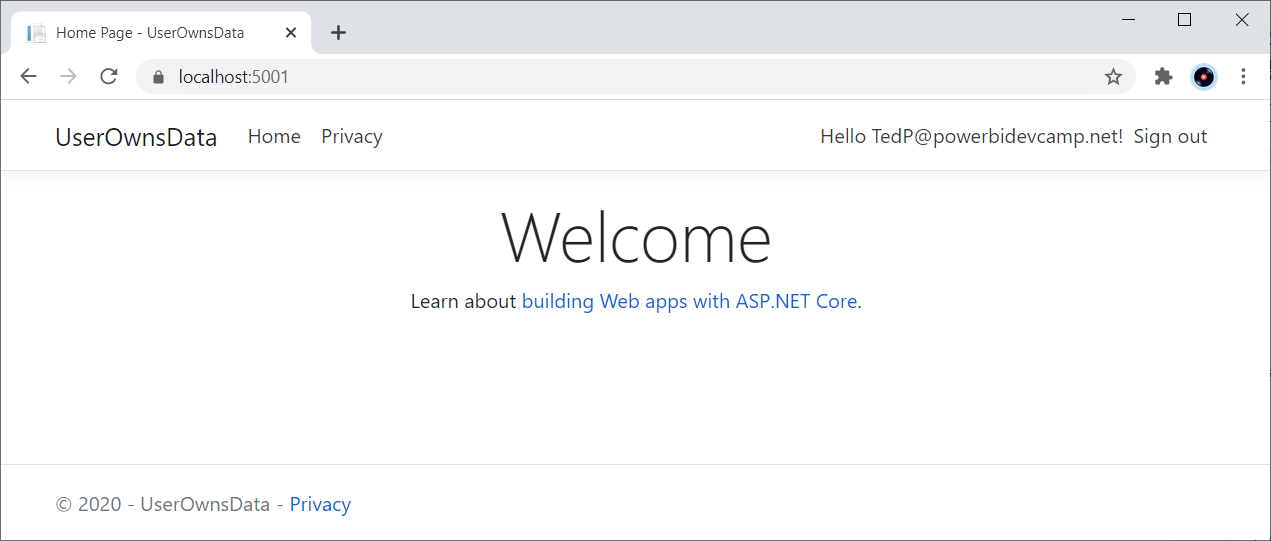 Home Page - UserOwnsData
localhost:5001
UserOwnsData Home Privacy Hello TedP@powerbidevcamp.net! Sign out
Welcome
Learn about building Web apps with ASP.NET Core.
© 2020 - UserOwnsData - Privacy